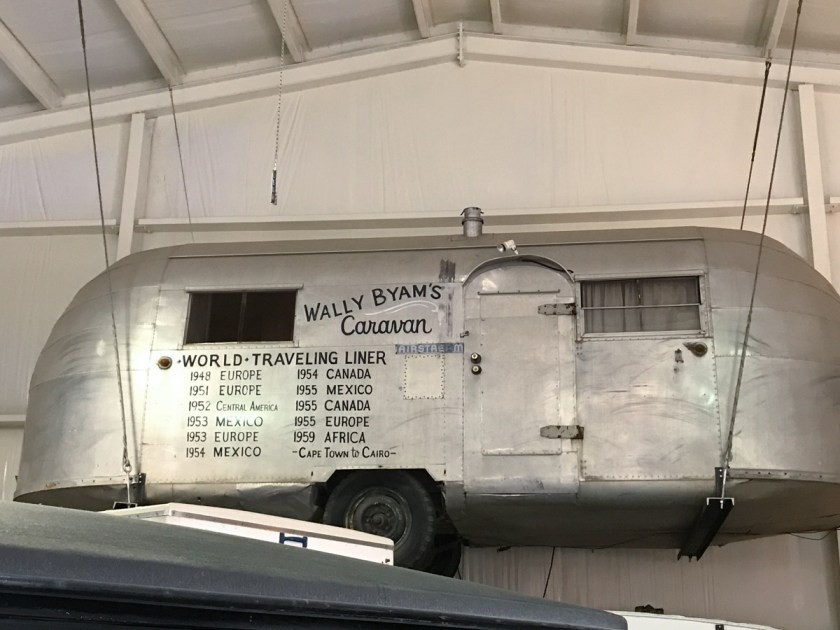 WALLY BYAM'S
Caravan
AIRSTREAM
WORLD·TRAVELING LINER
1948 EUROPE
1951 EUROPE
1952 CENTRAL AMERICA
1953 MEXICO
1953 EUROPE
1954 MEXICO
1954 CANADA
1955 MEXICO
1955 CANADA
1955 EUROPE
1959 AFRICA
-CAPE TOWN to CAIRO-